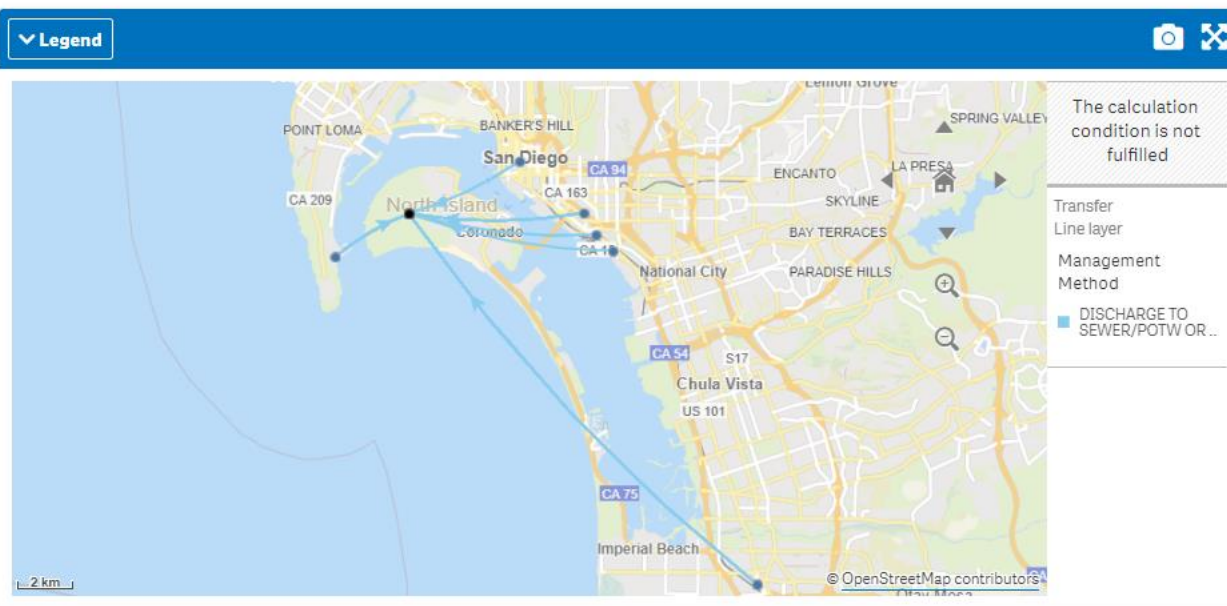 Legend
LEMON GROVE
POINT LOMA
BANKER'S HILL
SPRING VALLEY
San Diego
CA 94
ENCANTO
LA PRESA
CA 209
CA 163
North Island
SKYLINE
Coronado
BAY TERRACES
National City
PARADISE HILLS
CA 54
S17
Chula Vista
US 101
CA 75
Imperial Beach
2 km
© OpenStreetMap contributors
Otay Mesa
The calculation
condition is not
fulfilled
Transfer
Line layer
Management
Method
DISCHARGE TO
SEWER/POTW OR ..